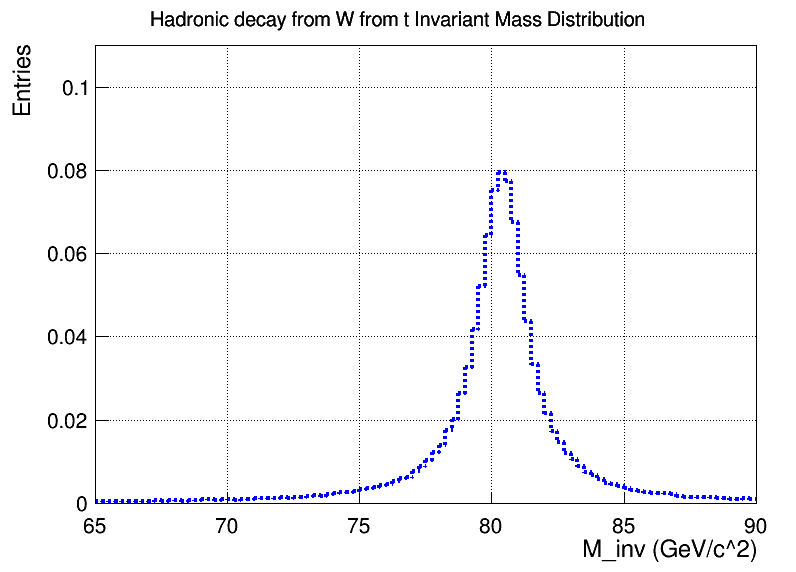 Hadronic decay from W from t Invariant Mass Distribution
Entries
0.1
0.08
0.06
0.04
0.02
0
65 70 75 80 85 90
M_inv (GeV/c^2)